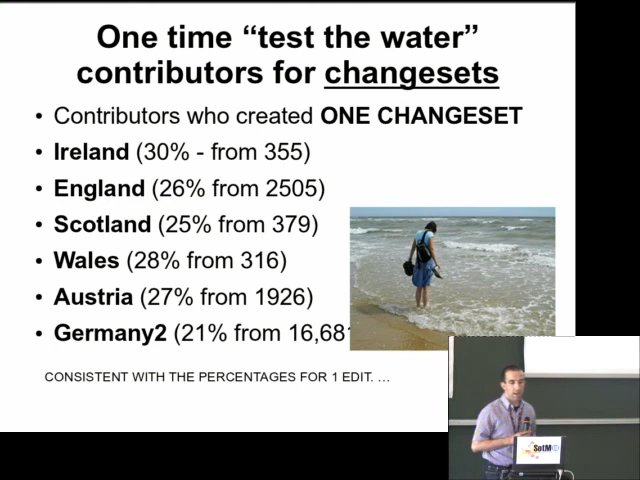 One time “test the water”
contributors for changesets
• Contributors who created ONE CHANGESET
• Ireland (30% - from 355)
• England (26% from 2505)
• Scotland (25% from 379)
• Wales (28% from 316)
• Austria (27% from 1926)
• Germany2 (21% from 16,681
CONSISTENT WITH THE PERCENTAGES FOR 1 EDIT. …
SotM